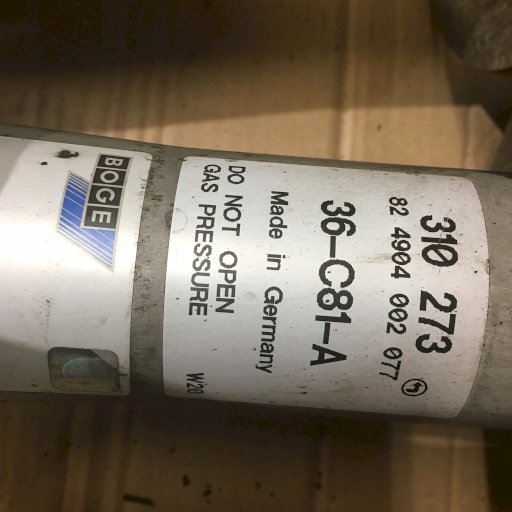 310 273
82 4904 002 077
36-C81-A
Made in Germany
DO NOT OPEN
GAS PRESSURE
W20
BOGE